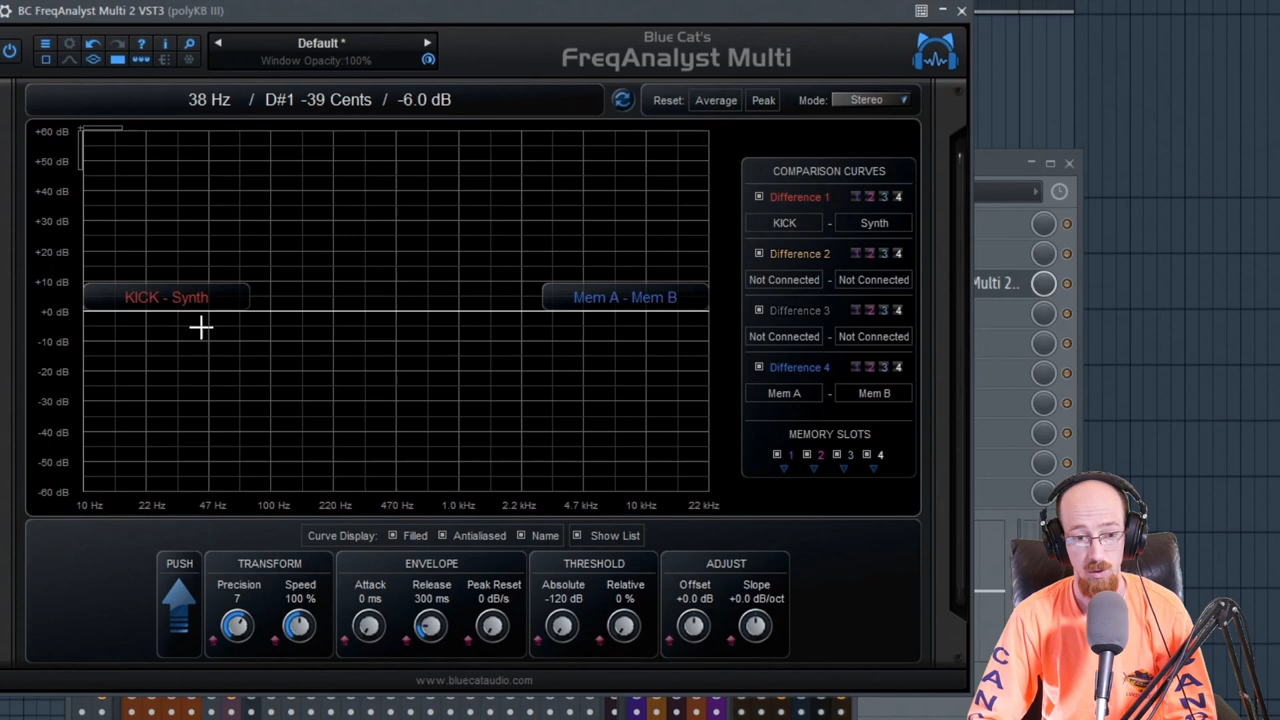 BC FreqAnalyst Multi 2 VST3 (polyKB III)
Default *
Window Opacity:100%
Blue Cat's
FreqAnalyst Multi
38 Hz / D#1 -39 Cents / -6.0 dB
Reset: Average Peak Mode: Stereo
+60 dB
+50 dB
+40 dB
+30 dB
+20 dB
+10 dB
+0 dB
-10 dB
-20 dB
-30 dB
-40 dB
-50 dB
-60 dB
KICK - Synth
Mem A - Mem B
10 Hz 22 Hz 47 Hz 100 Hz 220 Hz 470 Hz 1.0 kHz 2.2 kHz 4.7 kHz 10 kHz 22 kHz
COMPARISON CURVES
Difference 1 1 2 3 4
KICK - Synth
Difference 2 1 2 3 4
Not Connected - Not Connected
Difference 3 1 2 3 4
Not Connected - Not Connected
Difference 4 1 2 3 4
Mem A - Mem B
MEMORY SLOTS
1 2 3 4
Multi 2..
Curve Display: Filled Antialiased Name Show List
PUSH TRANSFORM ENVELOPE THRESHOLD ADJUST
Precision Speed Attack Release Peak Reset Absolute Relative Offset Slope
7 100 % 0 ms 300 ms 0 dB/s -120 dB 0 % +0.0 dB +0.0 dB/oct
www.bluecataudio.com
CAN
CAN